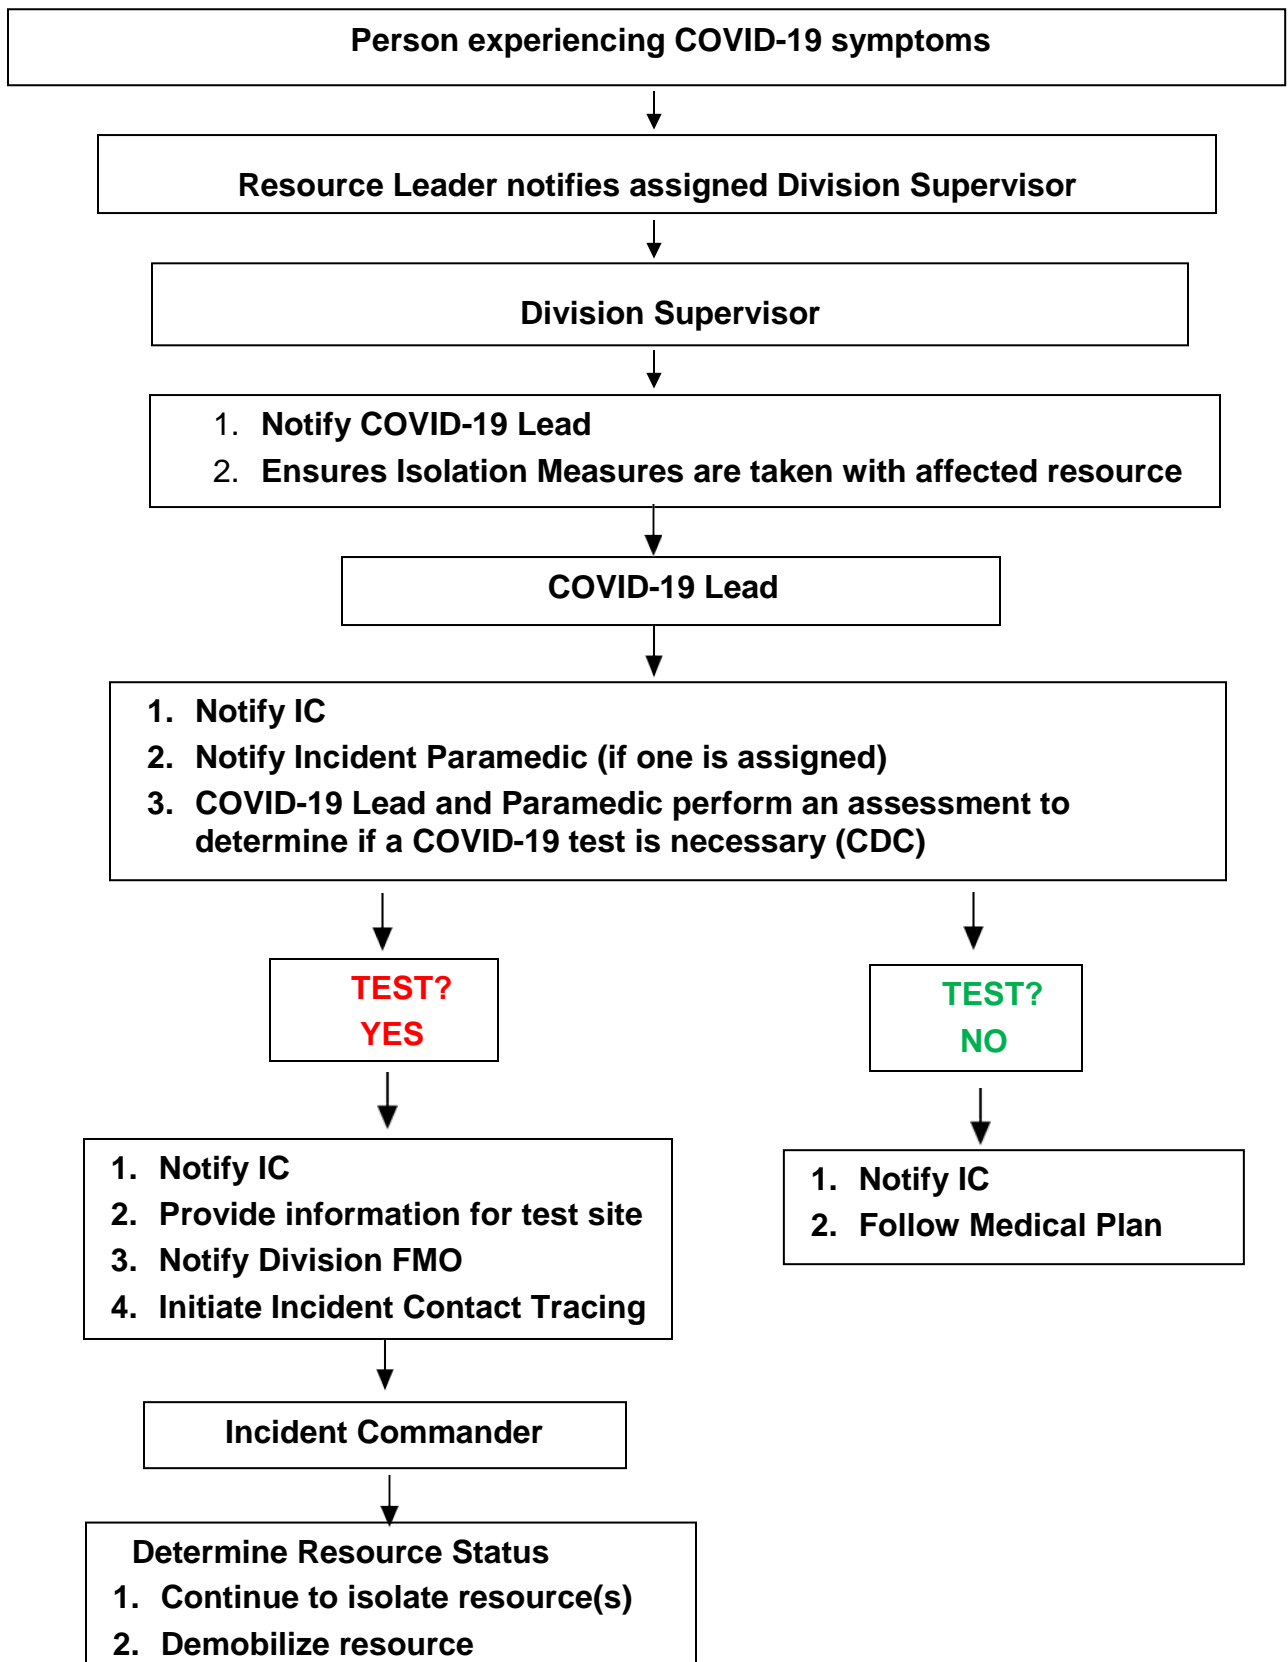 Person experiencing COVID-19 symptoms
Resource Leader notifies assigned Division Supervisor
Division Supervisor
1. Notify COVID-19 Lead
2. Ensures Isolation Measures are taken with affected resource
COVID-19 Lead
1. Notify IC
2. Notify Incident Paramedic (if one is assigned)
3. COVID-19 Lead and Paramedic perform an assessment to
determine if a COVID-19 test is necessary (CDC)
TEST?
YES
TEST?
NO
1. Notify IC
2. Provide information for test site
3. Notify Division FMO
4. Initiate Incident Contact Tracing
1. Notify IC
2. Follow Medical Plan
Incident Commander
Determine Resource Status
1. Continue to isolate resource(s)
2. Demobilize resource